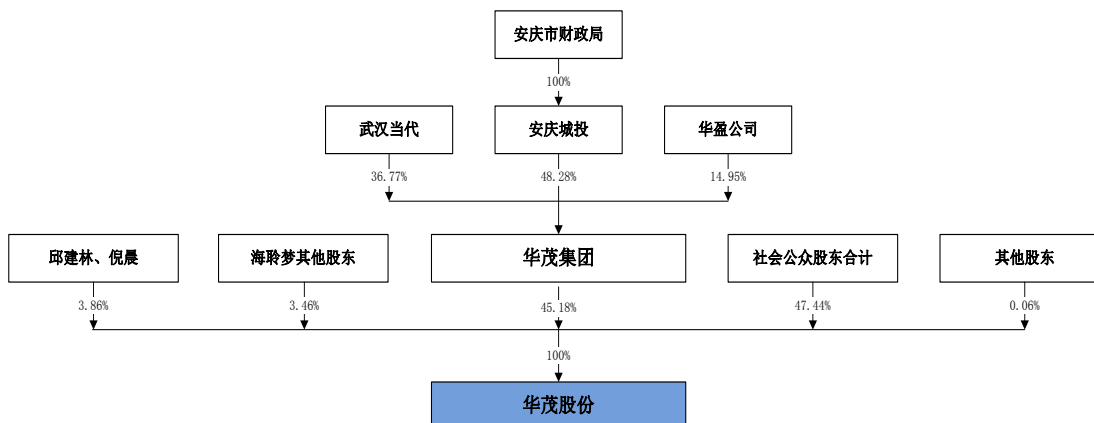 安庆市财政局
100%
武汉当代
安庆城投
华盈公司
36.77%
48.28%
14.95%
邱建林、倪晨
海聆梦其他股东
华茂集团
社会公众股东合计
其他股东
3.86%
3.46%
45.18%
47.44%
0.06%
100%
华茂股份